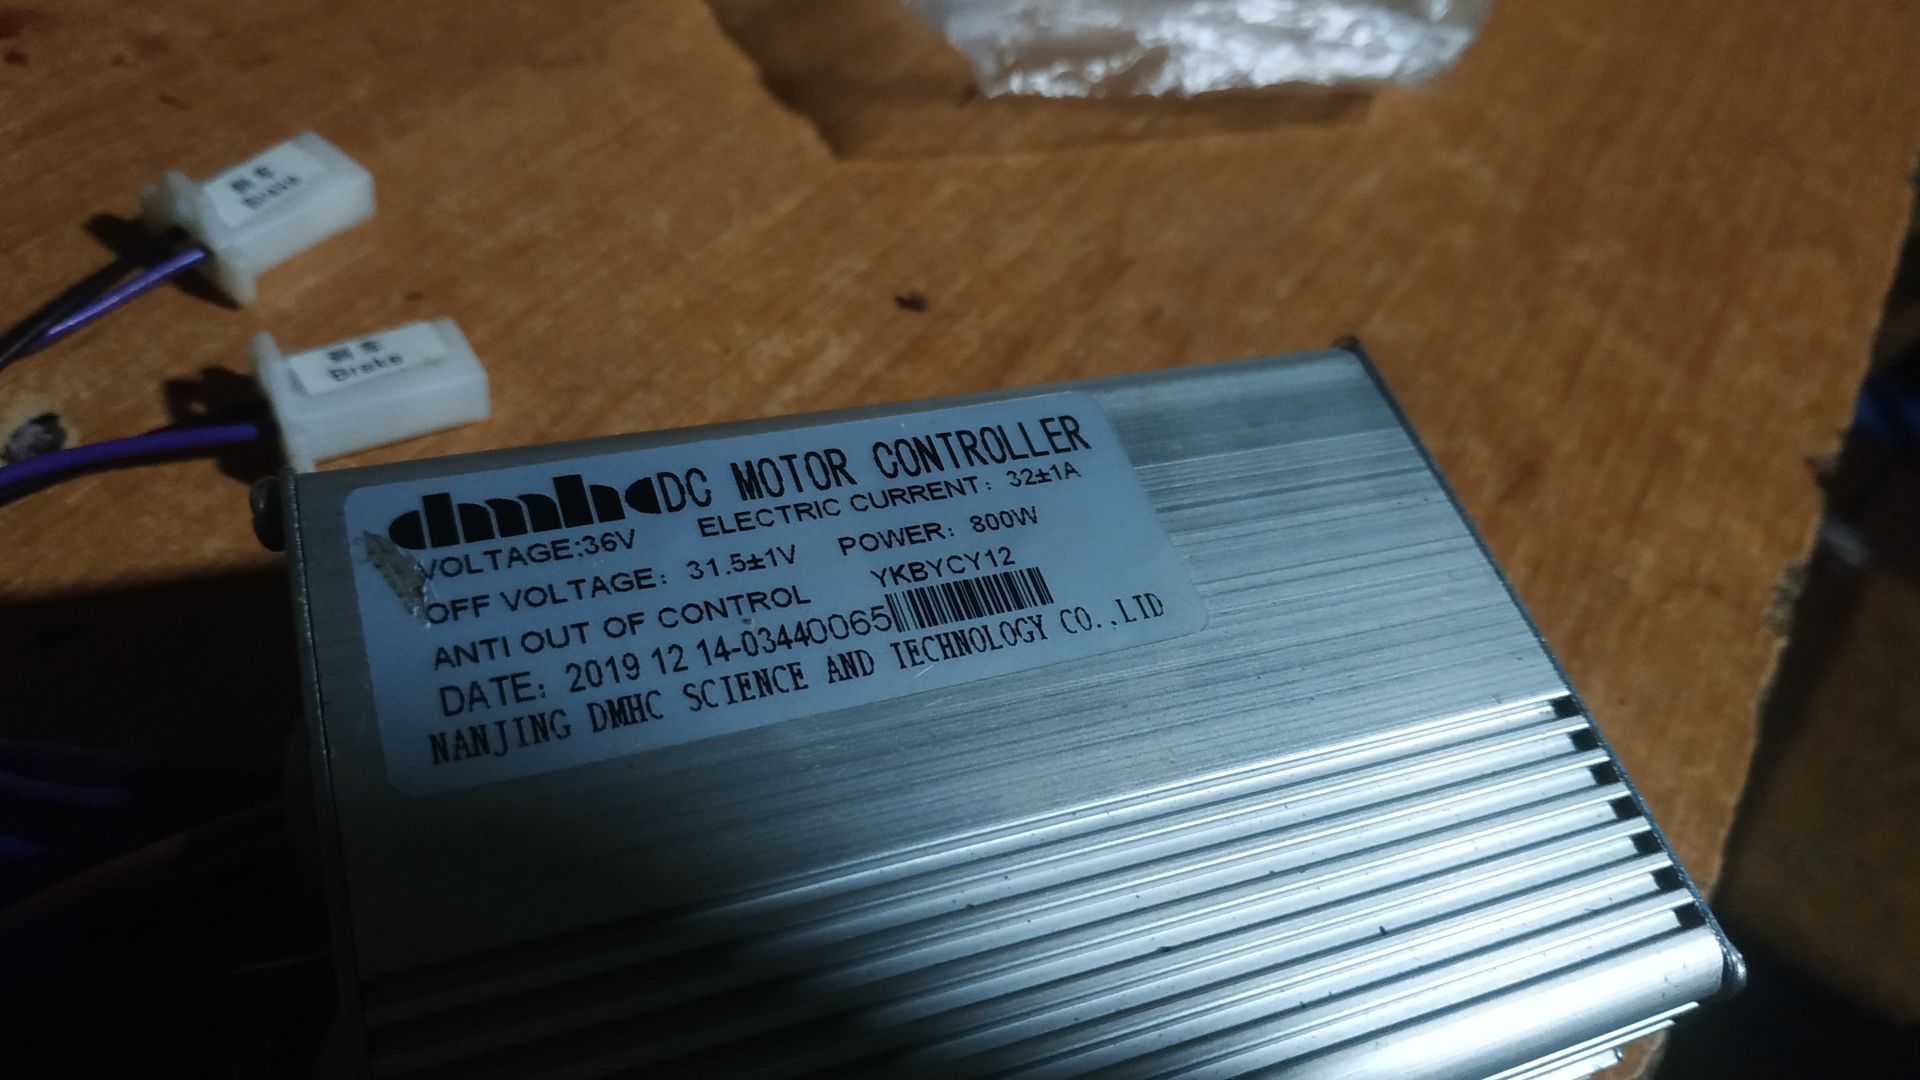 刹车
Brake
刹车
Brake
dmhc DC MOTOR CONTROLLER
VOLTAGE:36V ELECTRIC CURRENT: 32±1A
OFF VOLTAGE: 31.5±1V POWER: 800W
ANTI OUT OF CONTROL YKBYCY12
DATE: 2019 12 14-03440065
NANJING DMHC SCIENCE AND TECHNOLOGY CO.,LTD